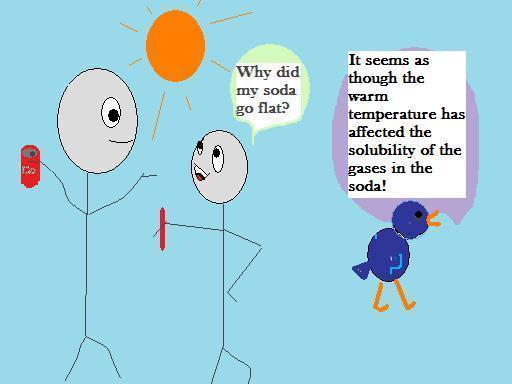 Why did
my soda
go flat?
It seems as
though the
warm
temperature has
affected the
solubility of the
gases in the
soda!